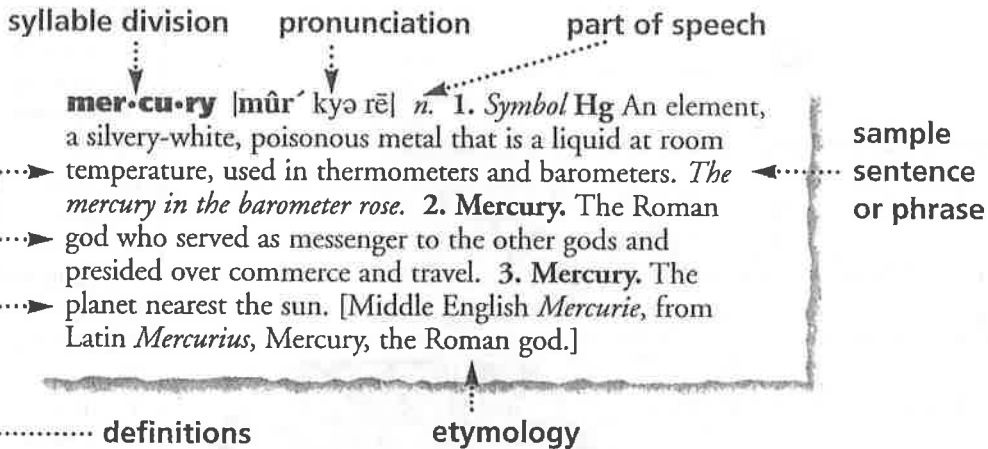 syllable division pronunciation part of speech
mer•cu•ry |mûr´ kyə rē| n. 1. Symbol Hg An element,
a silvery-white, poisonous metal that is a liquid at room
temperature, used in thermometers and barometers. The
mercury in the barometer rose. 2. Mercury. The Roman
god who served as messenger to the other gods and
presided over commerce and travel. 3. Mercury. The
planet nearest the sun. [Middle English Mercurie, from
Latin Mercurius, Mercury, the Roman god.]
sample
sentence
or phrase
definitions etymology